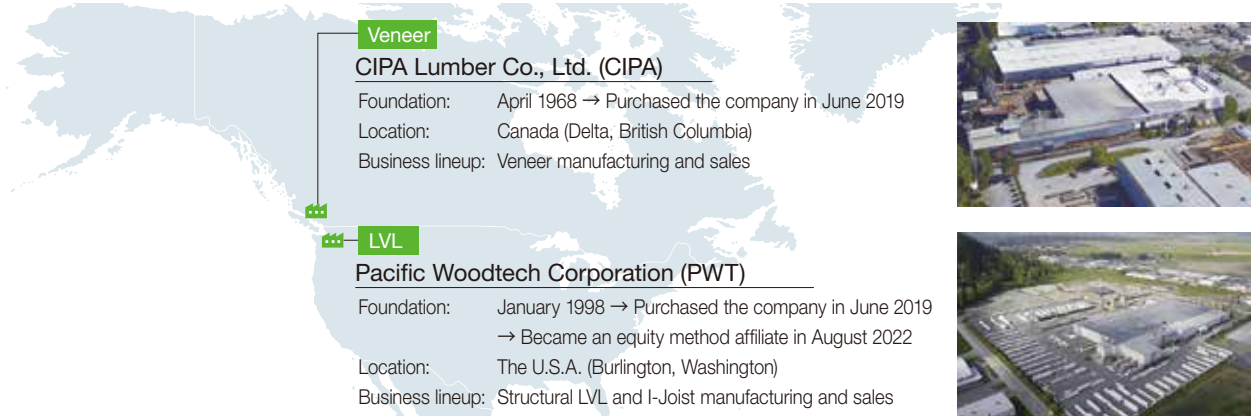 Veneer
CIPA Lumber Co., Ltd. (CIPA)
Foundation: April 1968 → Purchased the company in June 2019
Location: Canada (Delta, British Columbia)
Business lineup: Veneer manufacturing and sales
LVL
Pacific Woodtech Corporation (PWT)
Foundation: January 1998 → Purchased the company in June 2019
→ Became an equity method affiliate in August 2022
Location: The U.S.A. (Burlington, Washington)
Business lineup: Structural LVL and I-Joist manufacturing and sales